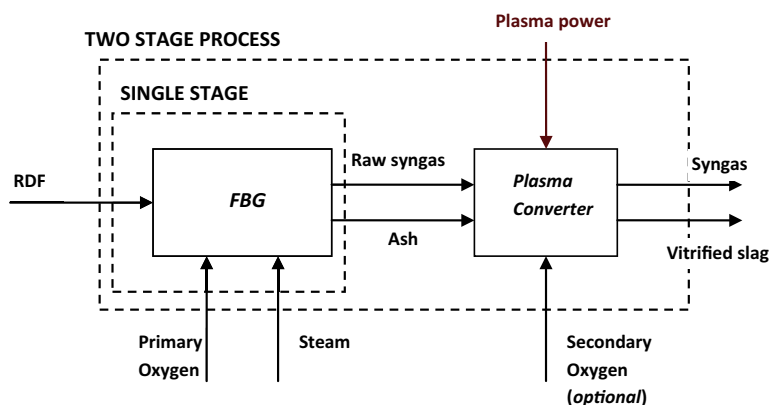 Plasma power
TWO STAGE PROCESS
SINGLE STAGE
RDF
FBG
Raw syngas
Ash
Plasma
Converter
Syngas
Vitrified slag
Primary
Oxygen
Steam
Secondary
Oxygen
(optional)